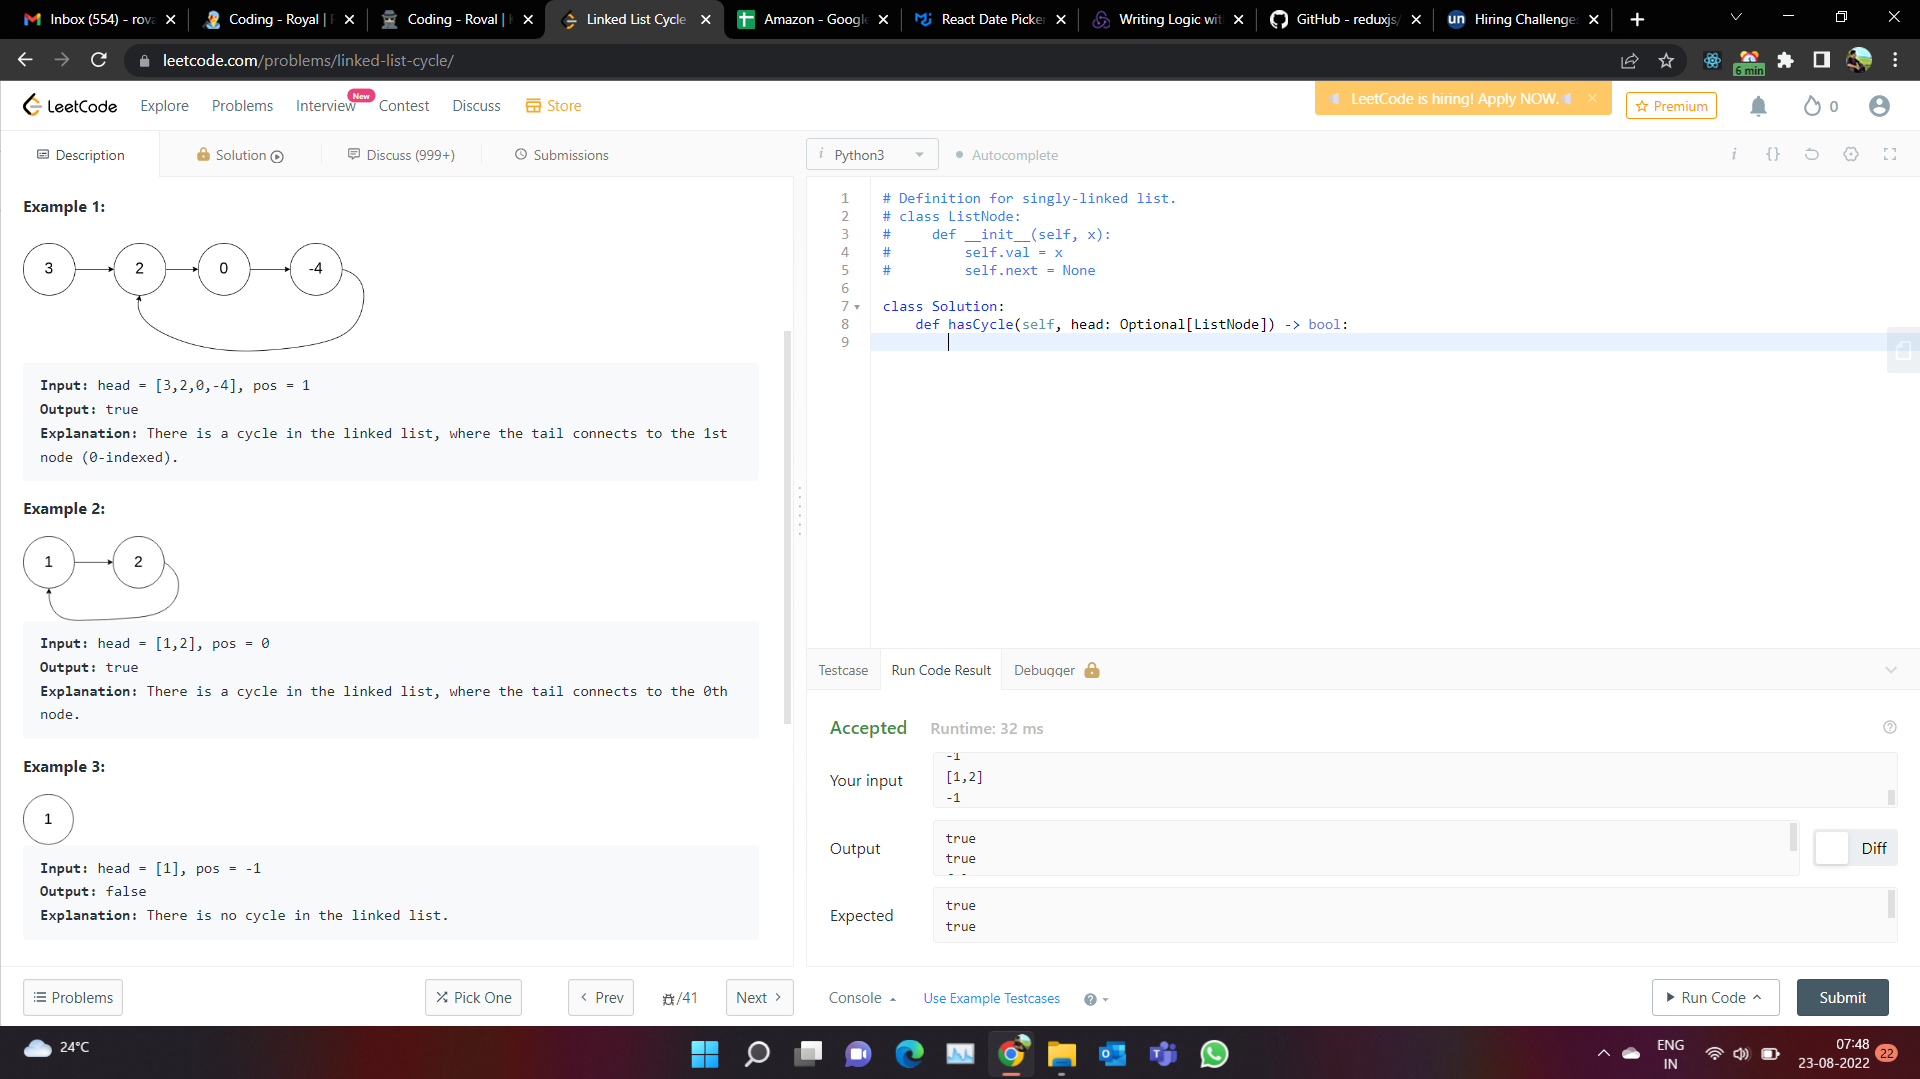 Inbox (554) - rova
Coding - Royal |
Coding - Roval |
Linked List Cycle
Amazon - Google
React Date Picke
Writing Logic wit
GitHub - reduxjs/
un Hiring Challenge
leetcode.com/problems/linked-list-cycle/
6 min
LeetCode
Explore
Problems
Interview
New
Contest
Discuss
Store
LeetCode is hiring! Apply NOW.
Premium
0
Description
Solution
Discuss (999+)
Submissions
i Python3
Autocomplete
i {}
Example 1:
3 2 0 -4
Input: head = [3,2,0,-4], pos = 1
Output: true
Explanation: There is a cycle in the linked list, where the tail connects to the 1st
node (0-indexed).
Example 2:
1 2
Input: head = [1,2], pos = 0
Output: true
Explanation: There is a cycle in the linked list, where the tail connects to the 0th
node.
Example 3:
1
Input: head = [1], pos = -1
Output: false
Explanation: There is no cycle in the linked list.
1 # Definition for singly-linked list.
2 # class ListNode:
3 #     def __init__(self, x):
4 #         self.val = x
5 #         self.next = None
6
7 class Solution:
8     def hasCycle(self, head: Optional[ListNode]) -> bool:
9
Testcase
Run Code Result
Debugger
Accepted
Runtime: 32 ms
Your input
-1
[1,2]
-1
Output
true
true
Diff
Expected
true
true
Problems
Pick One
Prev
/41
Next
Console
Use Example Testcases
Run Code
Submit
24°C
ENG
IN
07:48
23-08-2022
22